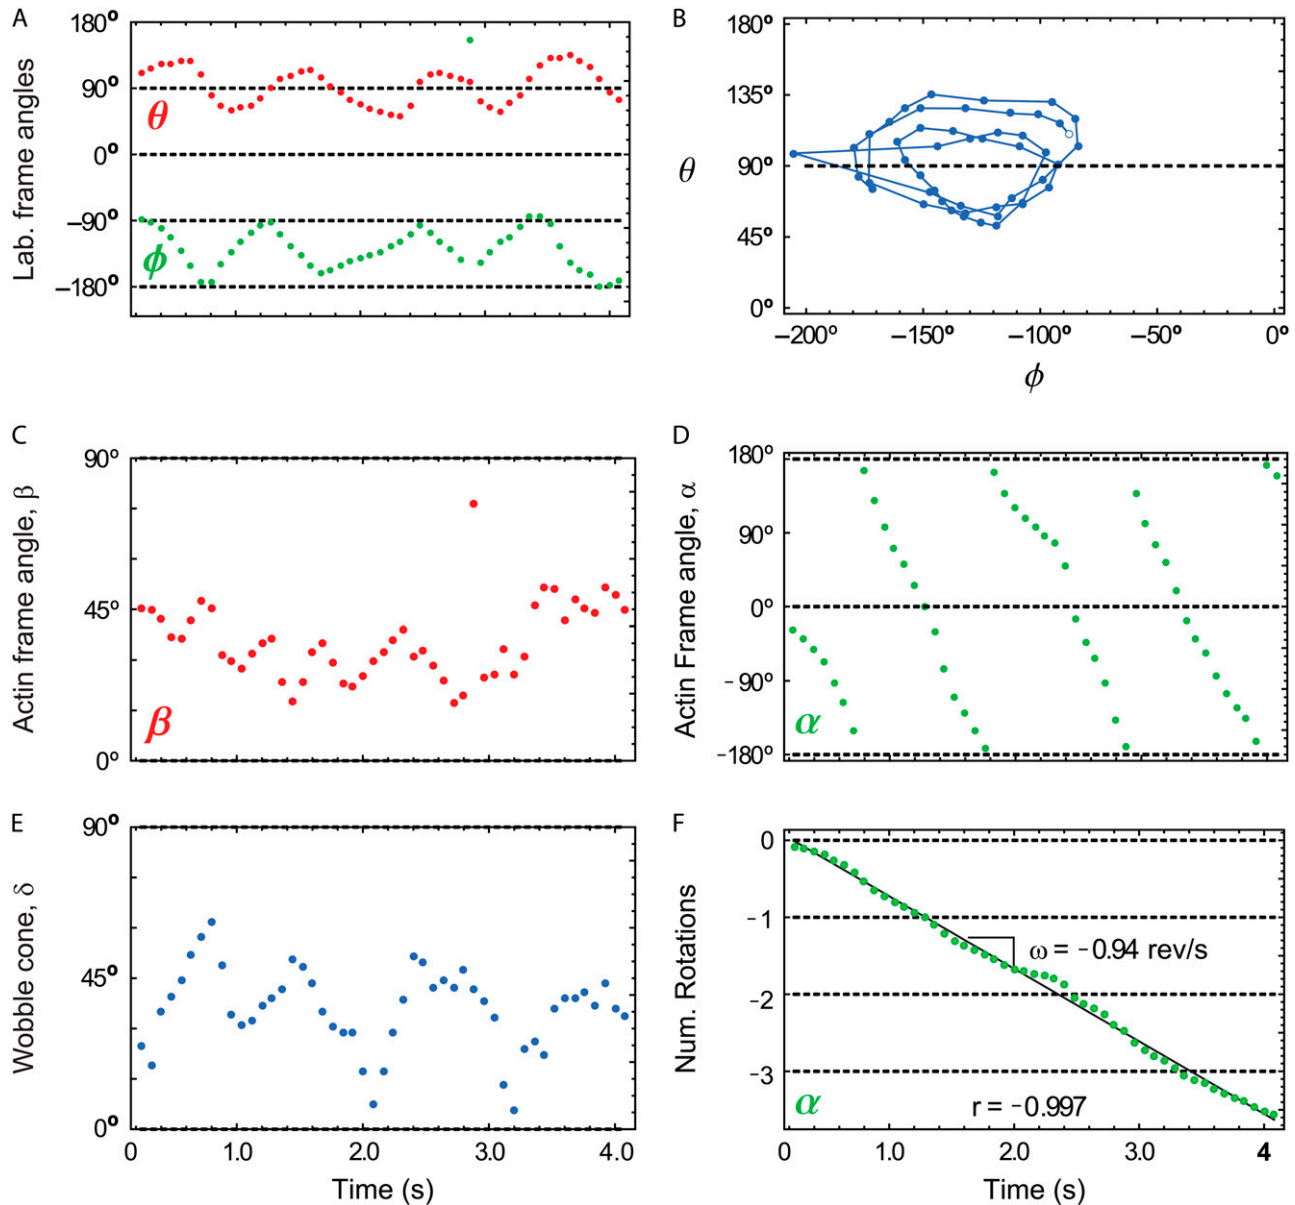 A
Lab. frame angles
180°
90°
0°
−90°
−180°
θ
ϕ
B
θ
180°
135°
90°
45°
0°
−200°
−150°
−100°
−50°
0°
ϕ
C
Actin frame angle, β
90°
45°
0°
β
D
Actin Frame angle, α
180°
90°
0°
-90°
-180°
α
E
Wobble cone, δ
90°
45°
0°
0
1.0
2.0
3.0
4.0
Time (s)
F
Num. Rotations
0
-1
-2
-3
ω = -0.94 rev/s
α
r = -0.997
0
1.0
2.0
3.0
4
Time (s)